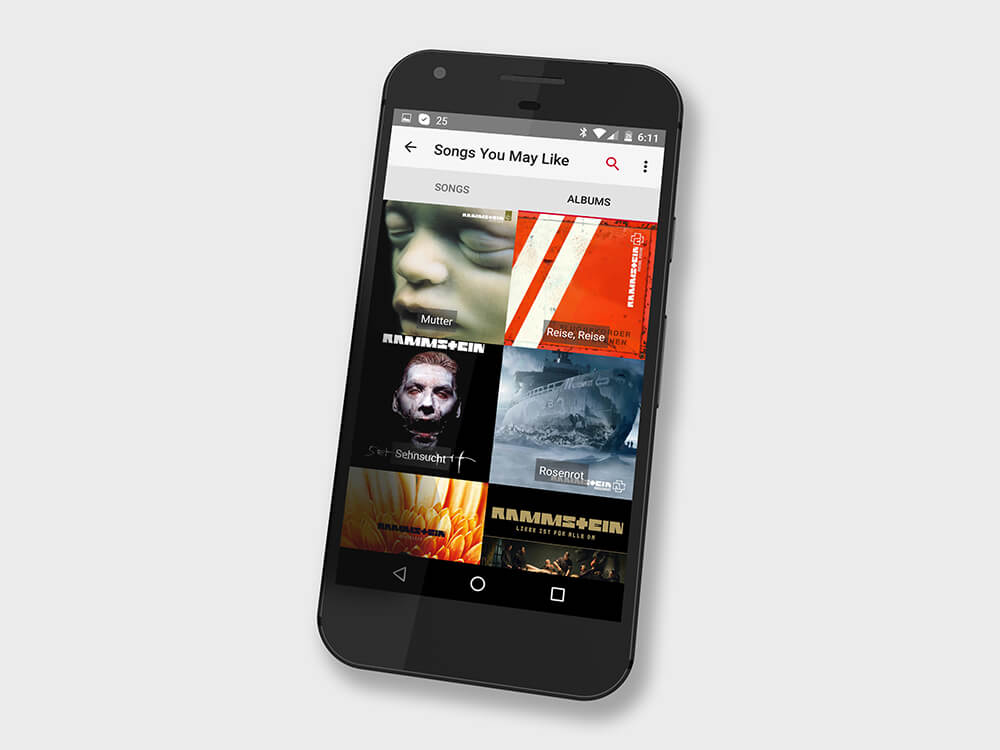 25
6:11
Songs You May Like
SONGS
ALBUMS
RAMMSTEIN
RAMMSTEIN
Mutter
Reise, Reise
RAMMSTEIN
Sehnsucht
Rosenrot
RAMMSTEIN
RAMMSTEIN
RAMMSTEIN
LIEBE IST FÜR ALLE DA